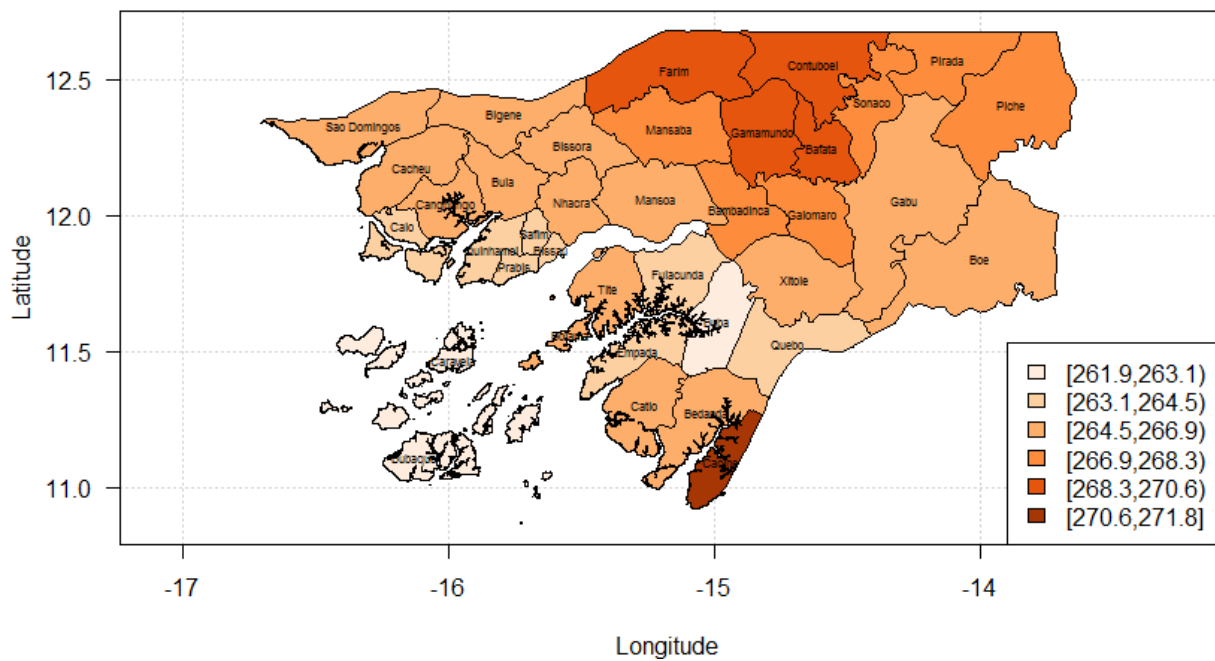 Latitude
12.5
12.0
11.5
11.0
Farim
Contuboel
Pirada
Sao Domingos
Bigene
Mansaba
Gamamundo
Sonaco
Piche
Bissora
Bafata
Cacheu
Bula
Nhacra
Mansoa
Bambadinca
Galomaro
Gabu
Caio
Safim
Quinhamel
Bissau
Prabis
Fulacunda
Boe
Tite
Xitole
Buba
Quebo
Empada
Caravela
Catio
Bedanda
Bubaque
[261.9,263.1)
[263.1,264.5)
[264.5,266.9)
[266.9,268.3)
[268.3,270.6)
[270.6,271.8]
-17
-16
-15
-14
Longitude